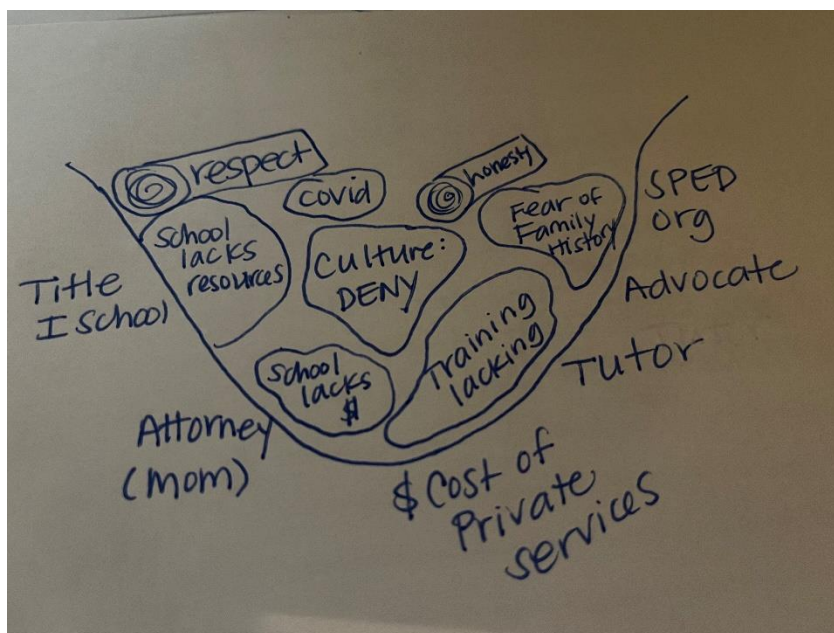 respect
covid
honesty
School
lacks
resources
Culture:
DENY
Fear of
Family
History
SPED
org
Title
I School
Advocate
School
lacks
$
Training
lacking
Tutor
Attorney
(mom)
$ Cost of
Private
services